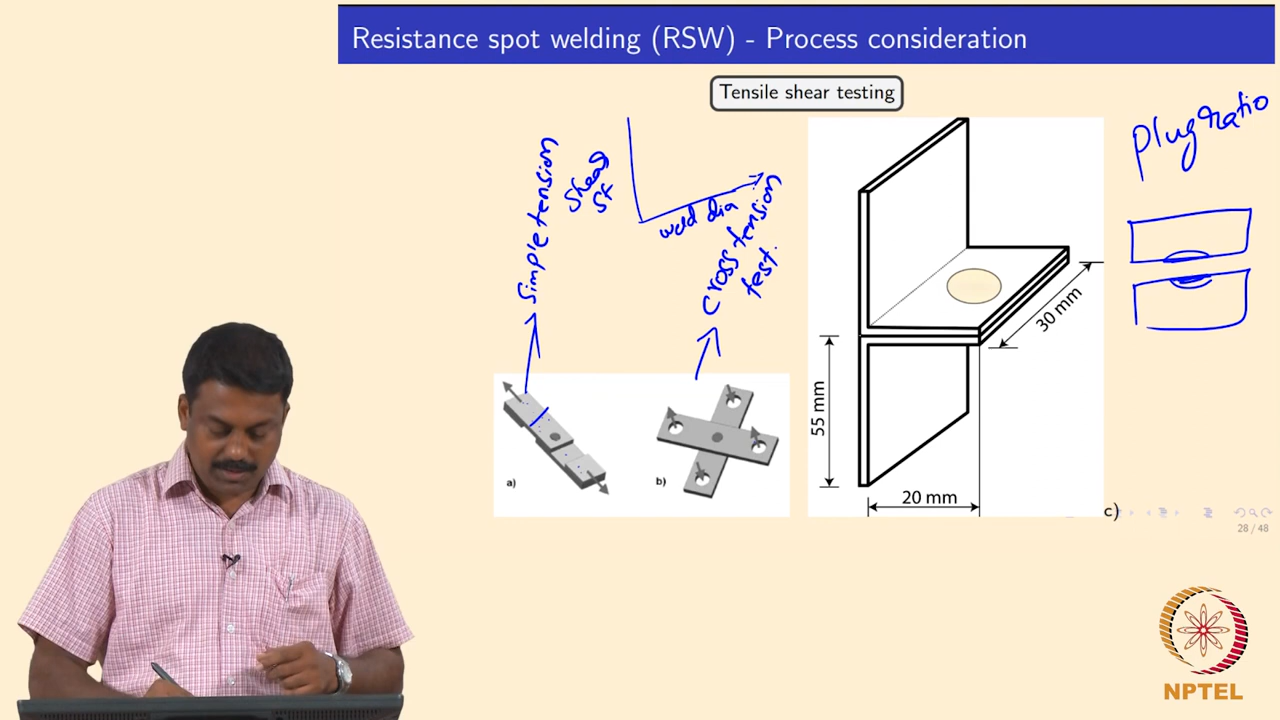 Resistance spot welding (RSW) - Process consideration
Tensile shear testing
Plug ratio
Simple tension
Shear
St
weld dia
Cross tension
test.
30 mm
55 mm
20 mm
a)
b)
c)
28 / 48
NPTEL